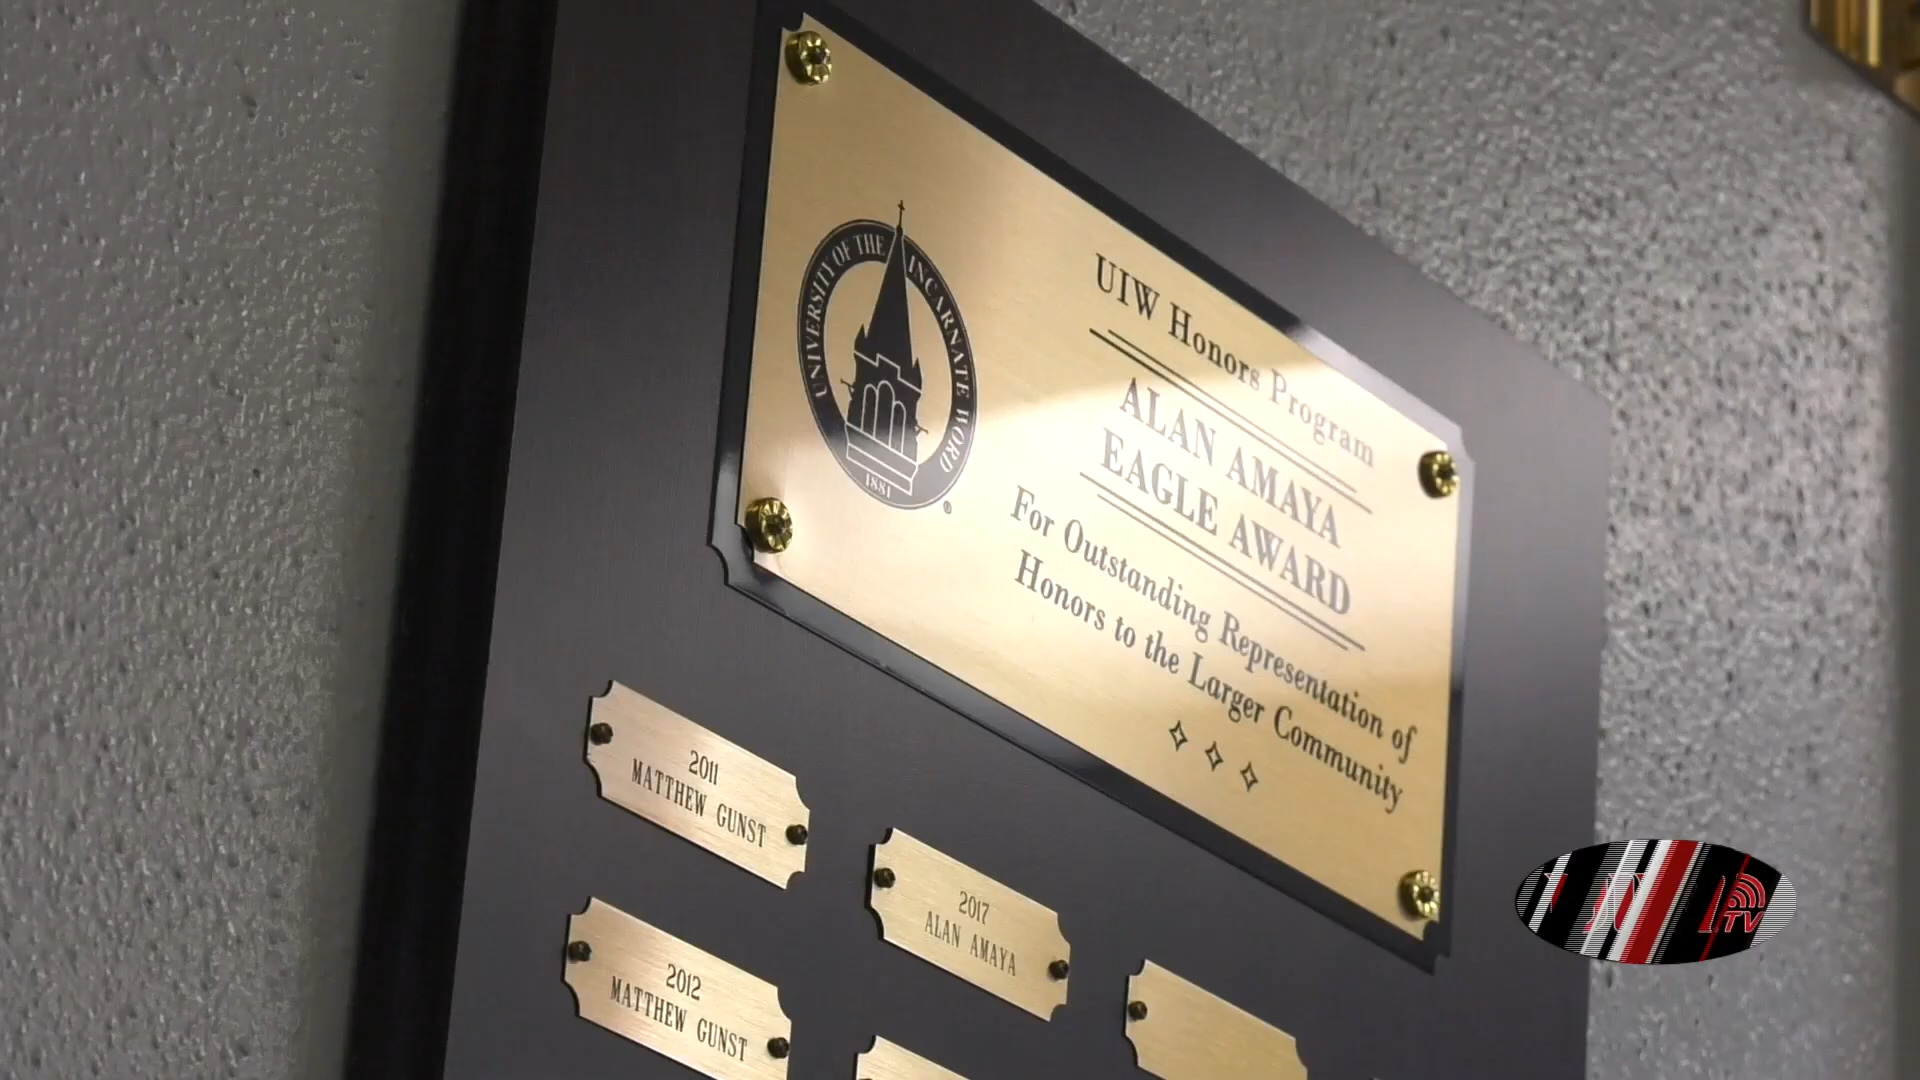 UNIVERSITY OF THE INCARNATE WORD
1881
®
UIW Honors Program
ALAN AMAYA
EAGLE AWARD
For Outstanding Representation of
Honors to the Larger Community
2011
MATTHEW GUNST
2017
ALAN AMAYA
2012
MATTHEW GUNST
TV